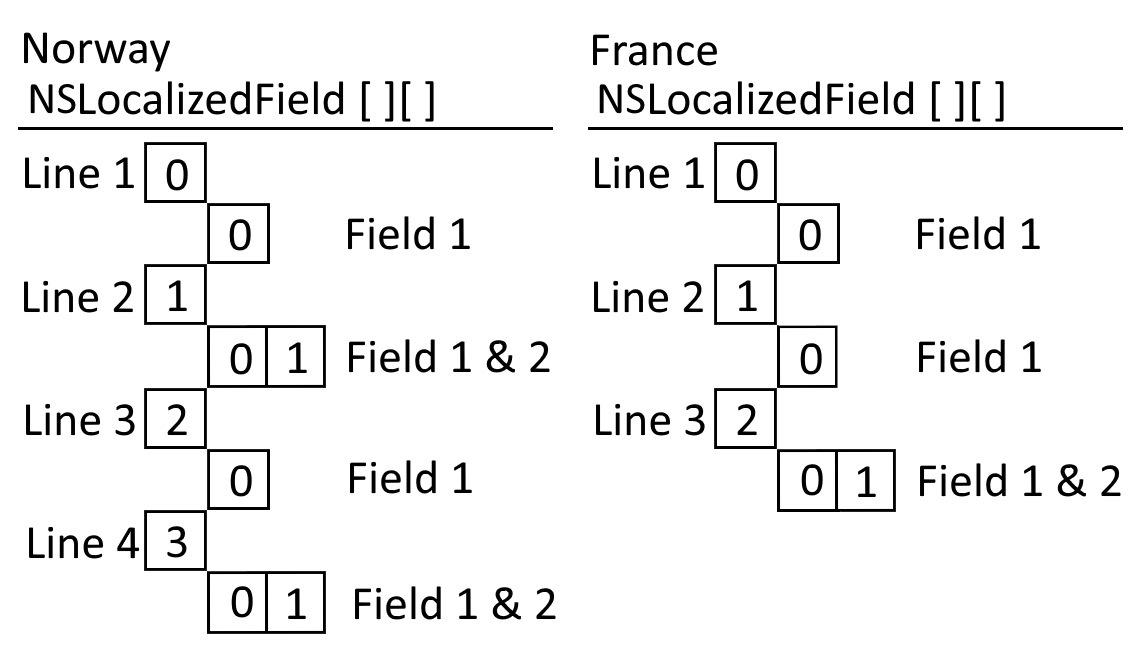 Norway
NSLocalizedField [ ][ ]
Line 1 0
0 Field 1
Line 2 1
0 1 Field 1 & 2
Line 3 2
0 Field 1
Line 4 3
0 1 Field 1 & 2
France
NSLocalizedField [ ][ ]
Line 1 0
0 Field 1
Line 2 1
0 Field 1
Line 3 2
0 1 Field 1 & 2